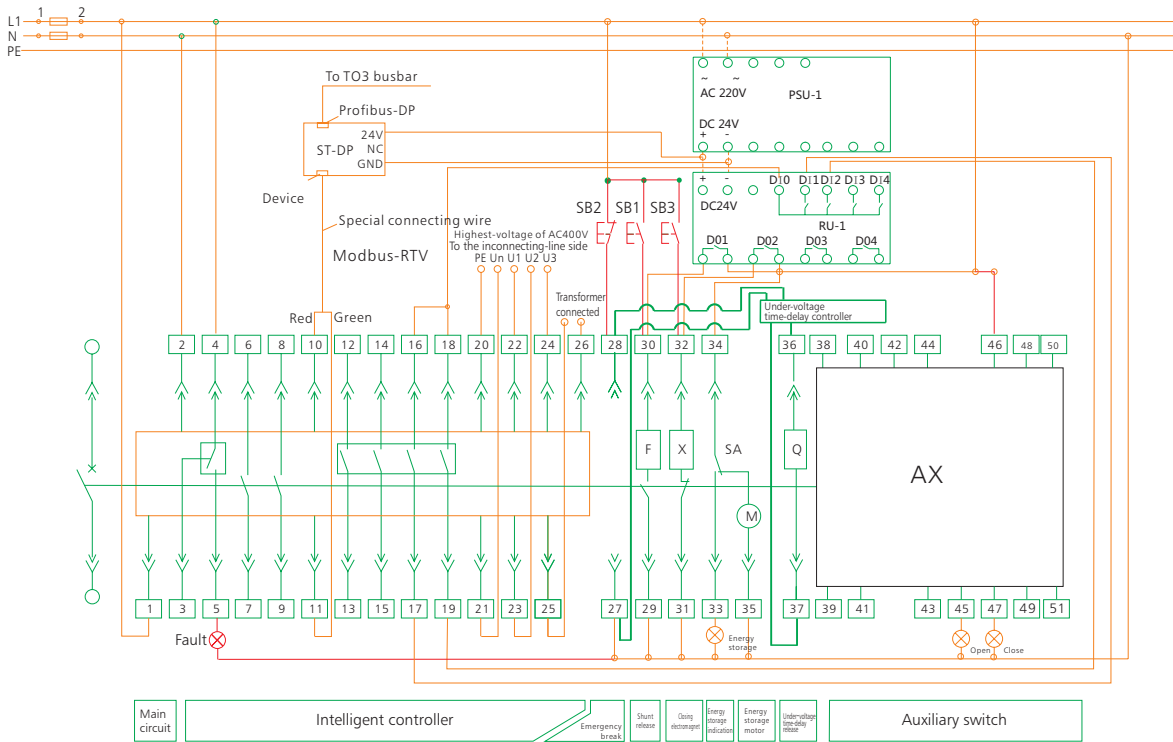 L1 1 2
N
PE
To TO3 busbar
Profibus-DP
24V
ST-DP NC
GND
Device
Special connecting wire
Modbus-RTV
Red Green
~ ~
AC 220V PSU-1
DC 24V
+ -
+ - DI0 DI1 DI2 DI3 DI4
DC24V
RU-1
D01 D02 D03 D04
SB2 SB1 SB3
Highest-voltage of AC400V
To the inconnecting-line side
PE Un U1 U2 U3
Transformer
connected
Under-voltage
time-delay controller
2 4 6 8 10 12 14 16 18 20 22 24 26 28 30 32 34 36 38 40 42 44 46 48 50
F X SA Q
M
AX
1 3 5 7 9 11 13 15 17 19 21 23 25 27 29 31 33 35 37 39 41 43 45 47 49 51
Fault
Energy
storage
Open Close
Main
circuit
Intelligent controller
Emergency
break
Shunt
release
Closing
electromagnet
Energy
storage
indication
Energy
storage
motor
Under-voltage
time-delay
release
Auxiliary switch